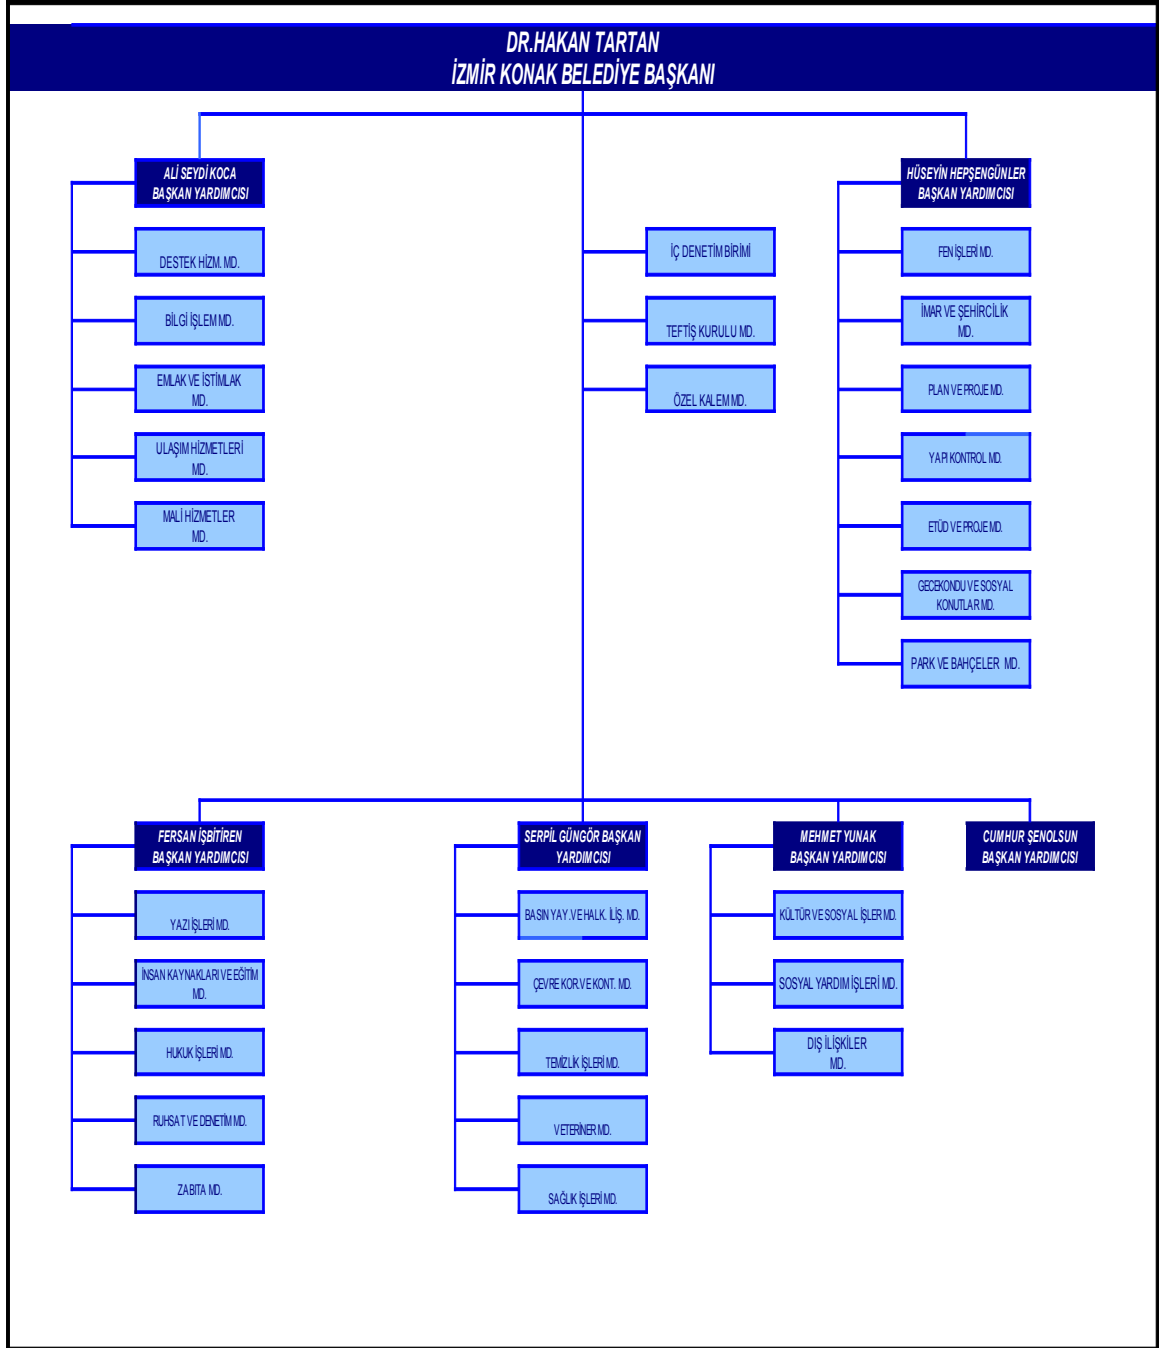 DR.HAKAN TARTAN
İZMİR KONAK BELEDİYE BAŞKANI
ALİ SEYDİ KOCA
BAŞKAN YARDIMCISI
DESTEK HİZM. MD.
BİLGİ İŞLEM MD.
EMLAK VE İSTİMLAK
MD.
ULAŞIM HİZMETLERİ
MD.
MALİ HİZMETLER
MD.
İÇ DENETİM BİRİMİ
TEFTİŞ KURULU MD.
ÖZEL KALEM MD.
HÜSEYİN HEPŞENGÜNLER
BAŞKAN YARDIMCISI
FEN İŞLERİ MD.
İMAR VE ŞEHİRCİLİK
MD.
PLAN VE PROJE MD.
YAPI KONTROL MD.
ETÜD VE PROJE MD.
GECEKONDU VE SOSYAL
KONUTLAR MD.
PARK VE BAHÇELER MD.
FERSAN İŞBİTİREN
BAŞKAN YARDIMCISI
YAZI İŞLERİ MD.
İNSAN KAYNAKLARI VE EĞİTİM
MD.
HUKUK İŞLERİ MD.
RUHSAT VE DENETİM MD.
ZABITA MD.
SERPİL GÜNGÖR BAŞKAN
YARDIMCISI
BASIN YAY.VE HALK. İLİŞ. MD.
ÇEVRE KOR.VE KONT. MD.
TEMİZLİK İŞLERİ MD.
VETERİNER MD.
SAĞLIK İŞLERİ MD.
MEHMET YUNAK
BAŞKAN YARDIMCISI
KÜLTÜR VE SOSYAL İŞLER MD.
SOSYAL YARDIM İŞLERİ MD.
DIŞ İLİŞKİLER
MD.
CUMHUR ŞENOLSUN
BAŞKAN YARDIMCISI